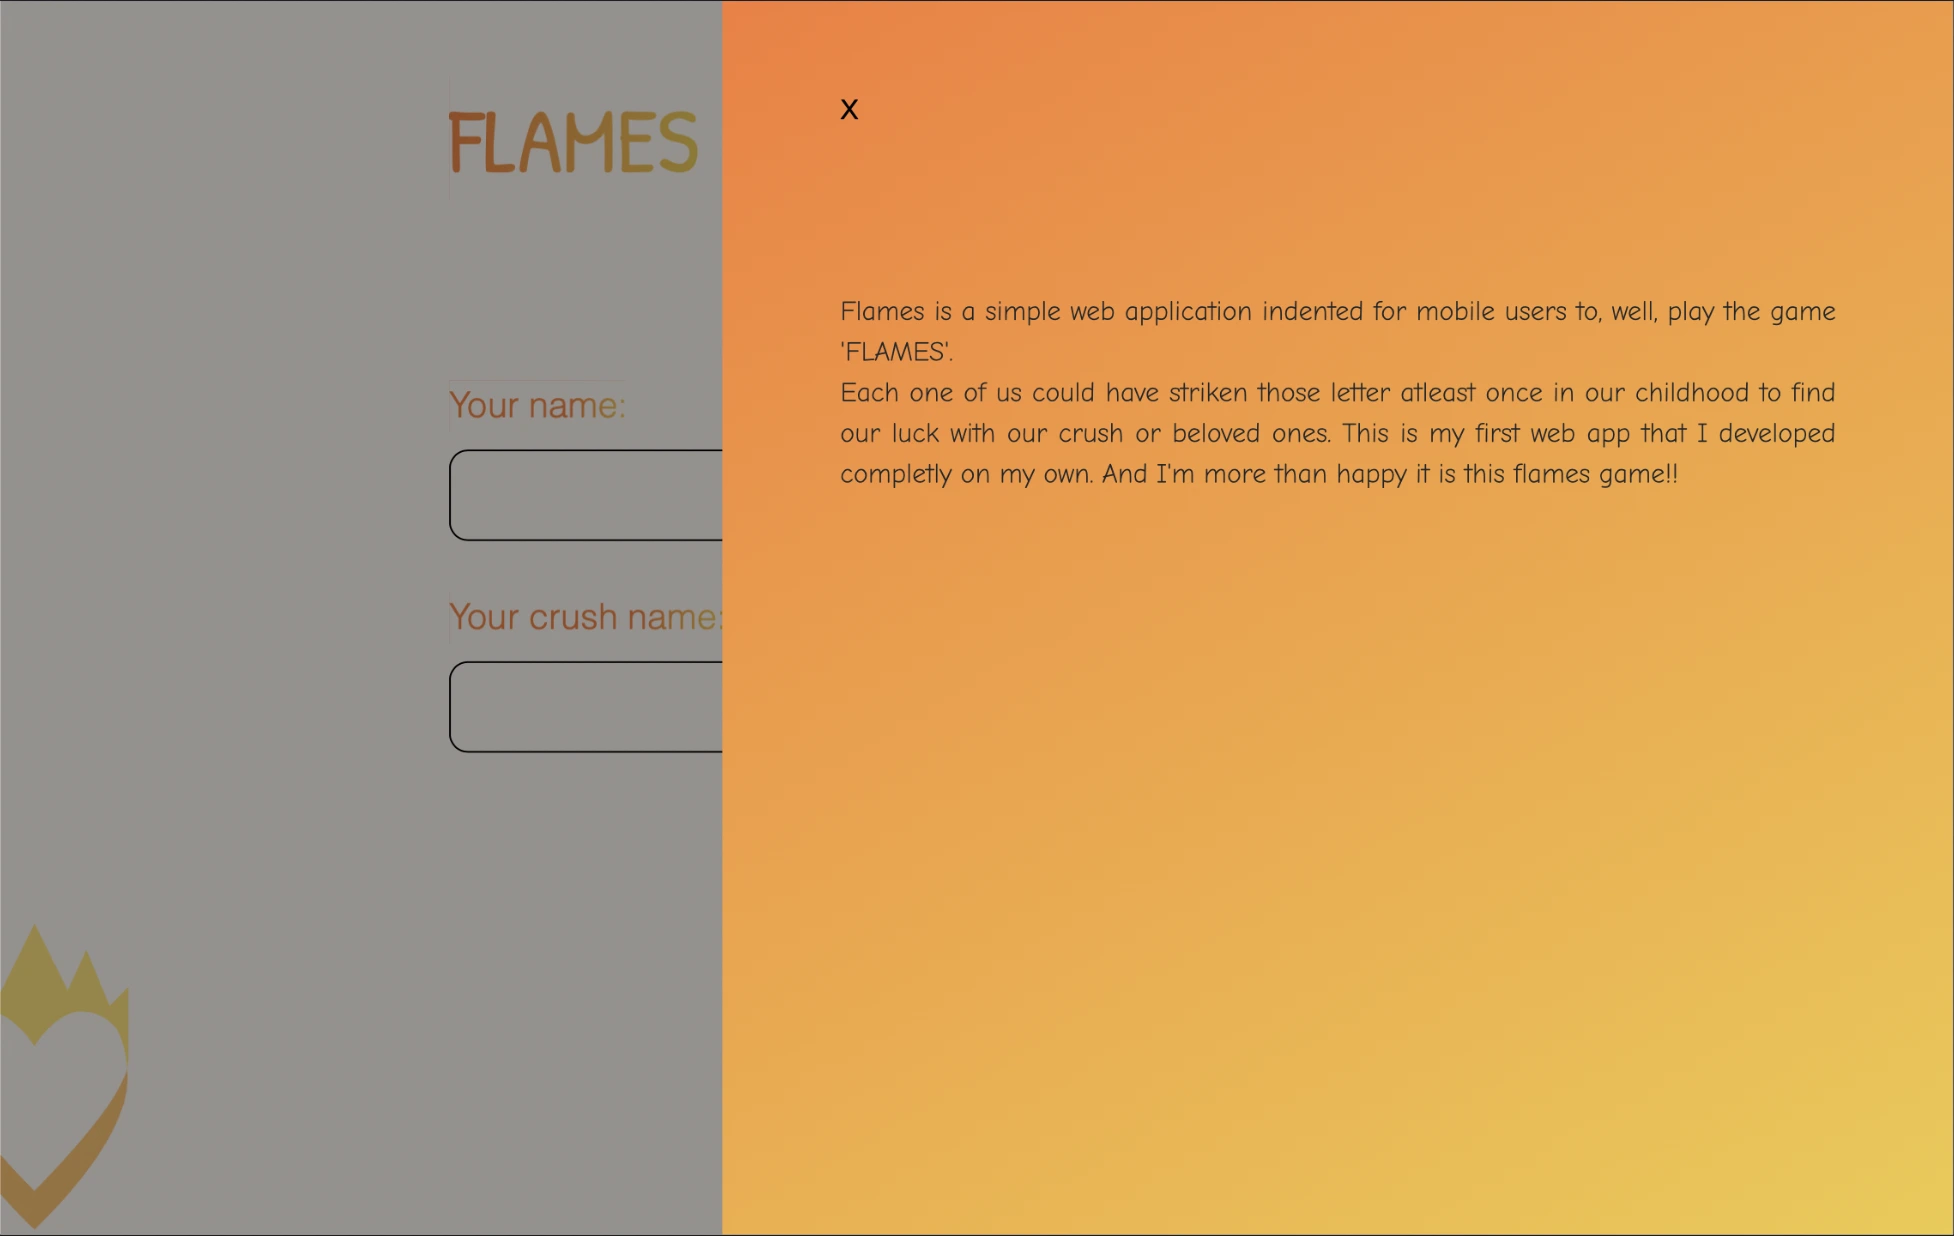 FLAMES
Your name:
Your crush name:
X
Flames is a simple web application indented for mobile users to, well, play the game
'FLAMES'.
Each one of us could have striken those letter atleast once in our childhood to find
our luck with our crush or beloved ones. This is my first web app that I developed
completly on my own. And I'm more than happy it is this flames game!!